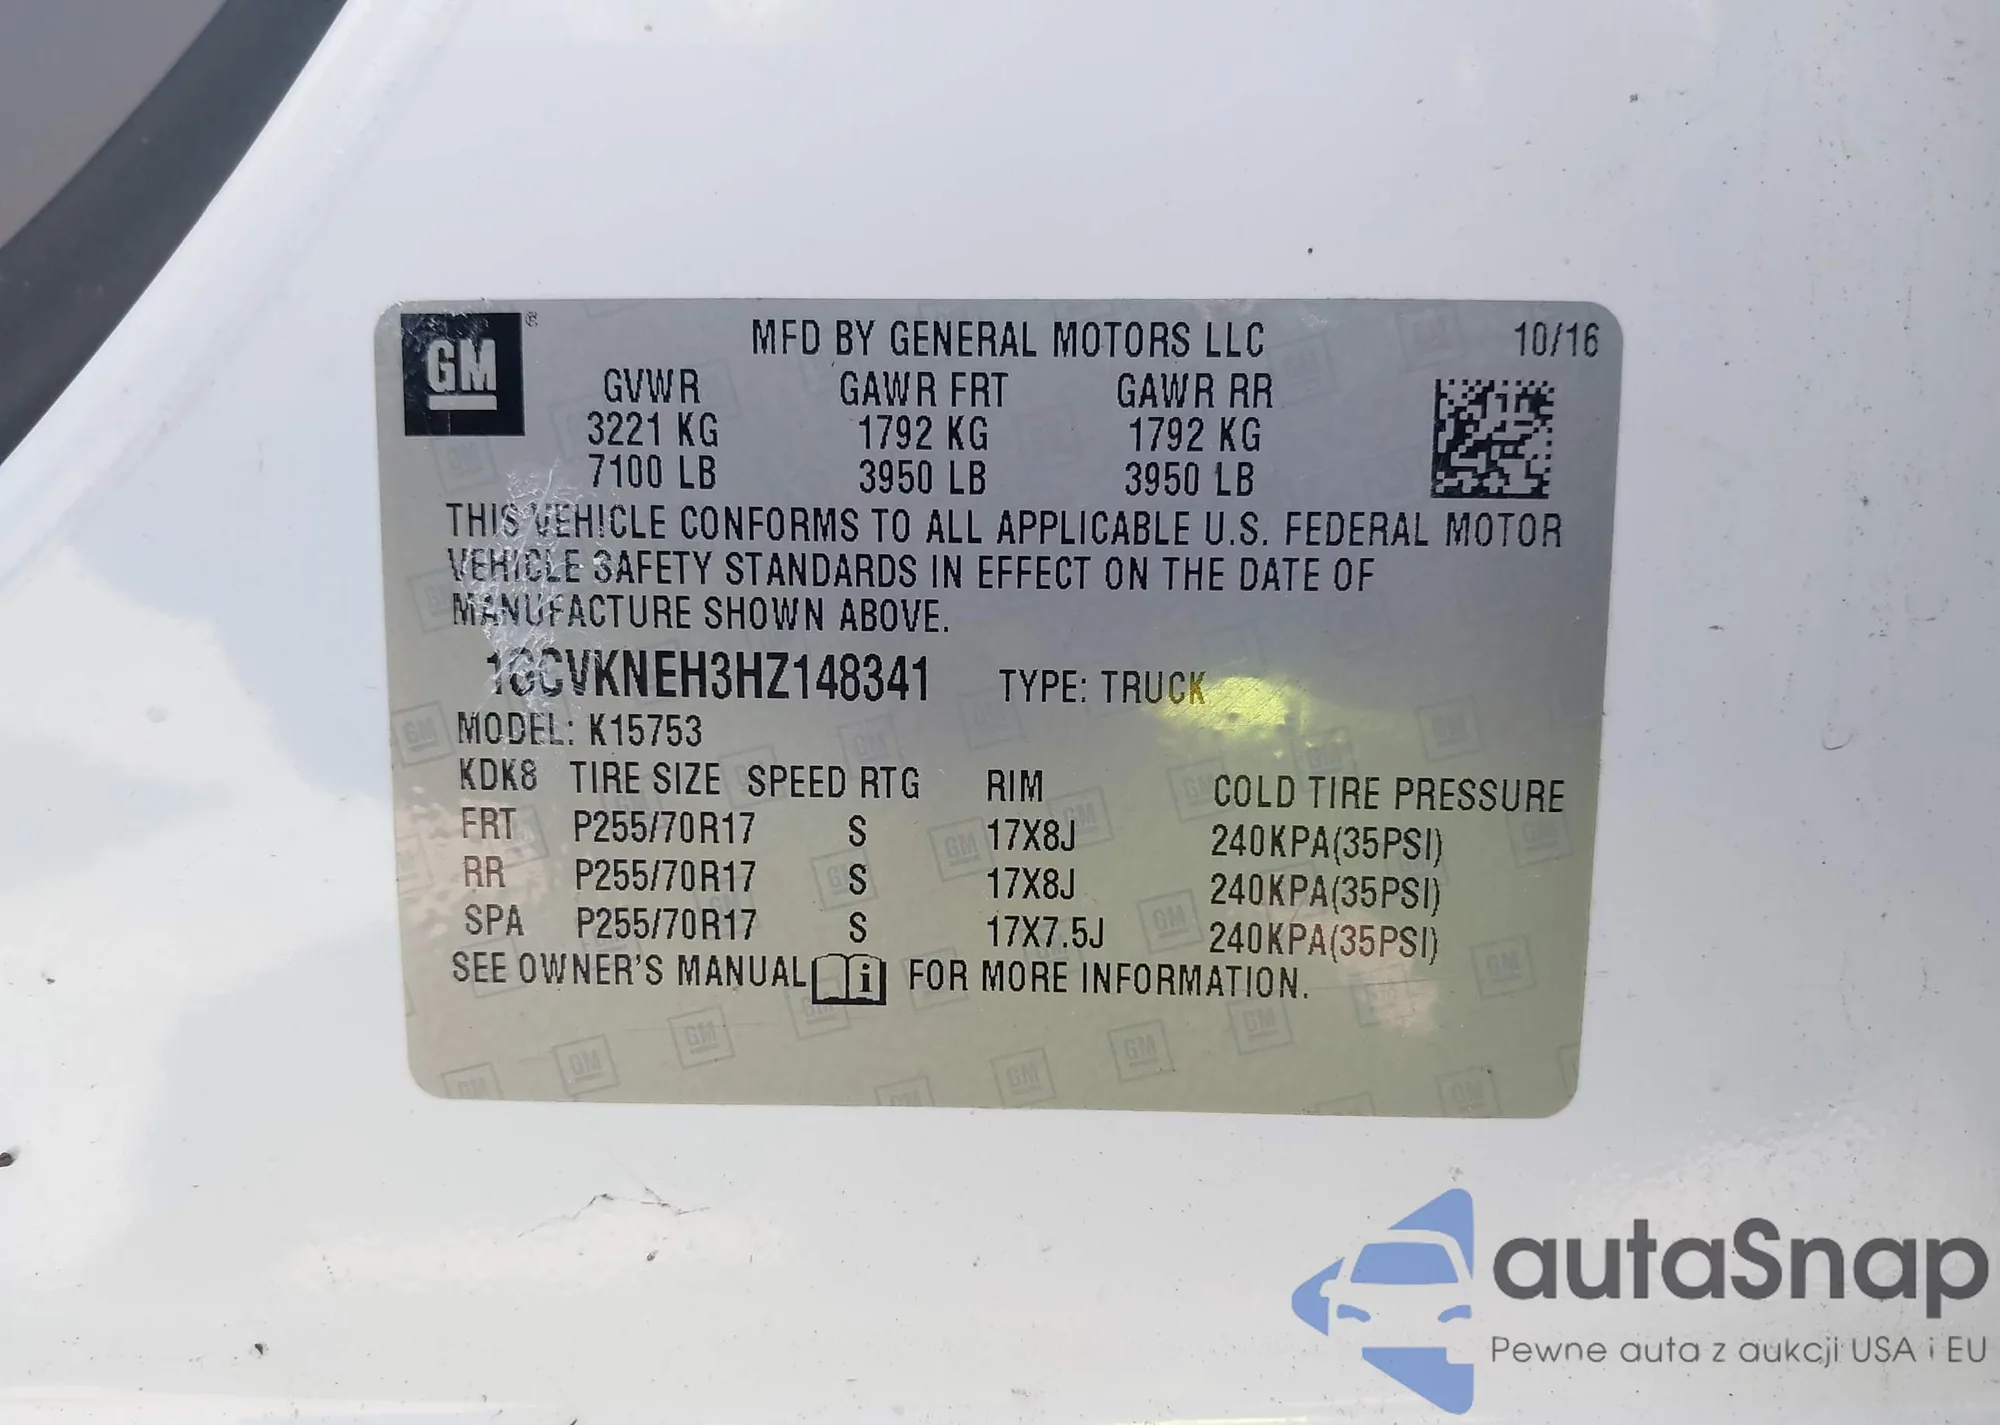 GM ®
MFD BY GENERAL MOTORS LLC 10/16
GVWR GAWR FRT GAWR RR
3221 KG 1792 KG 1792 KG
7100 LB 3950 LB 3950 LB
THIS VEHICLE CONFORMS TO ALL APPLICABLE U.S. FEDERAL MOTOR
VEHICLE SAFETY STANDARDS IN EFFECT ON THE DATE OF
MANUFACTURE SHOWN ABOVE.
1GCVKNEH3HZ148341 TYPE: TRUCK
MODEL: K15753
KDK8 TIRE SIZE SPEED RTG RIM COLD TIRE PRESSURE
FRT P255/70R17 S 17X8J 240KPA(35PSI)
RR P255/70R17 S 17X8J 240KPA(35PSI)
SPA P255/70R17 S 17X7.5J 240KPA(35PSI)
SEE OWNER'S MANUAL i FOR MORE INFORMATION.
autaSnap
Pewne auta z aukcji USA i EU